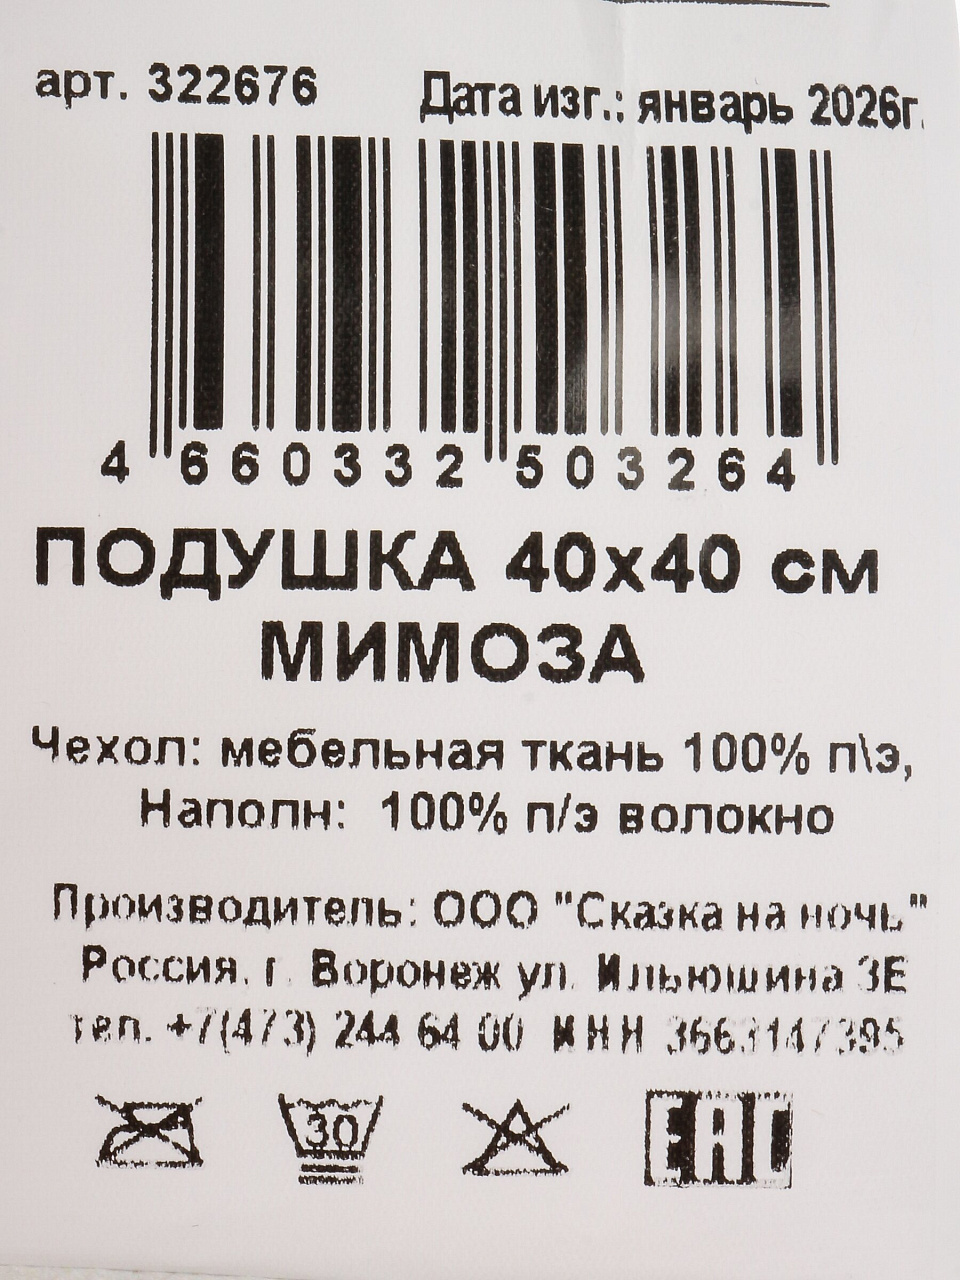 арт. 322676 Дата изг.: январь 2026г.
4 660332 503264
ПОДУШКА 40х40 см
МИМОЗА
Чехол: мебельная ткань 100% п\э,
Наполн: 100% п/э волокно
Производитель: ООО "Сказка на ночь"
Россия, г. Воронеж ул. Ильюшина 3Е
тел. +7(473) 244 64 00 ИНН 3663147395
30 EAC